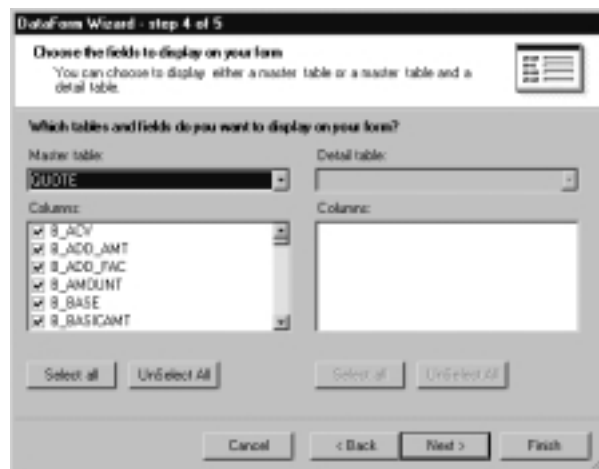 DataForm Wizard - step 4 of 5
Choose the fields to display on your form
You can choose to display either a master table or a master table and a
detail table.
Which tables and fields do you want to display on your form?
Master table: Detail table:
QUOTE
Columns: Columns:
B_ACV
B_ADD_AMT
B_ADD_FAC
B_AMOUNT
B_BASE
B_BASICAMT
Select all UnSelect All Select all UnSelect All
Cancel < Back Next > Finish